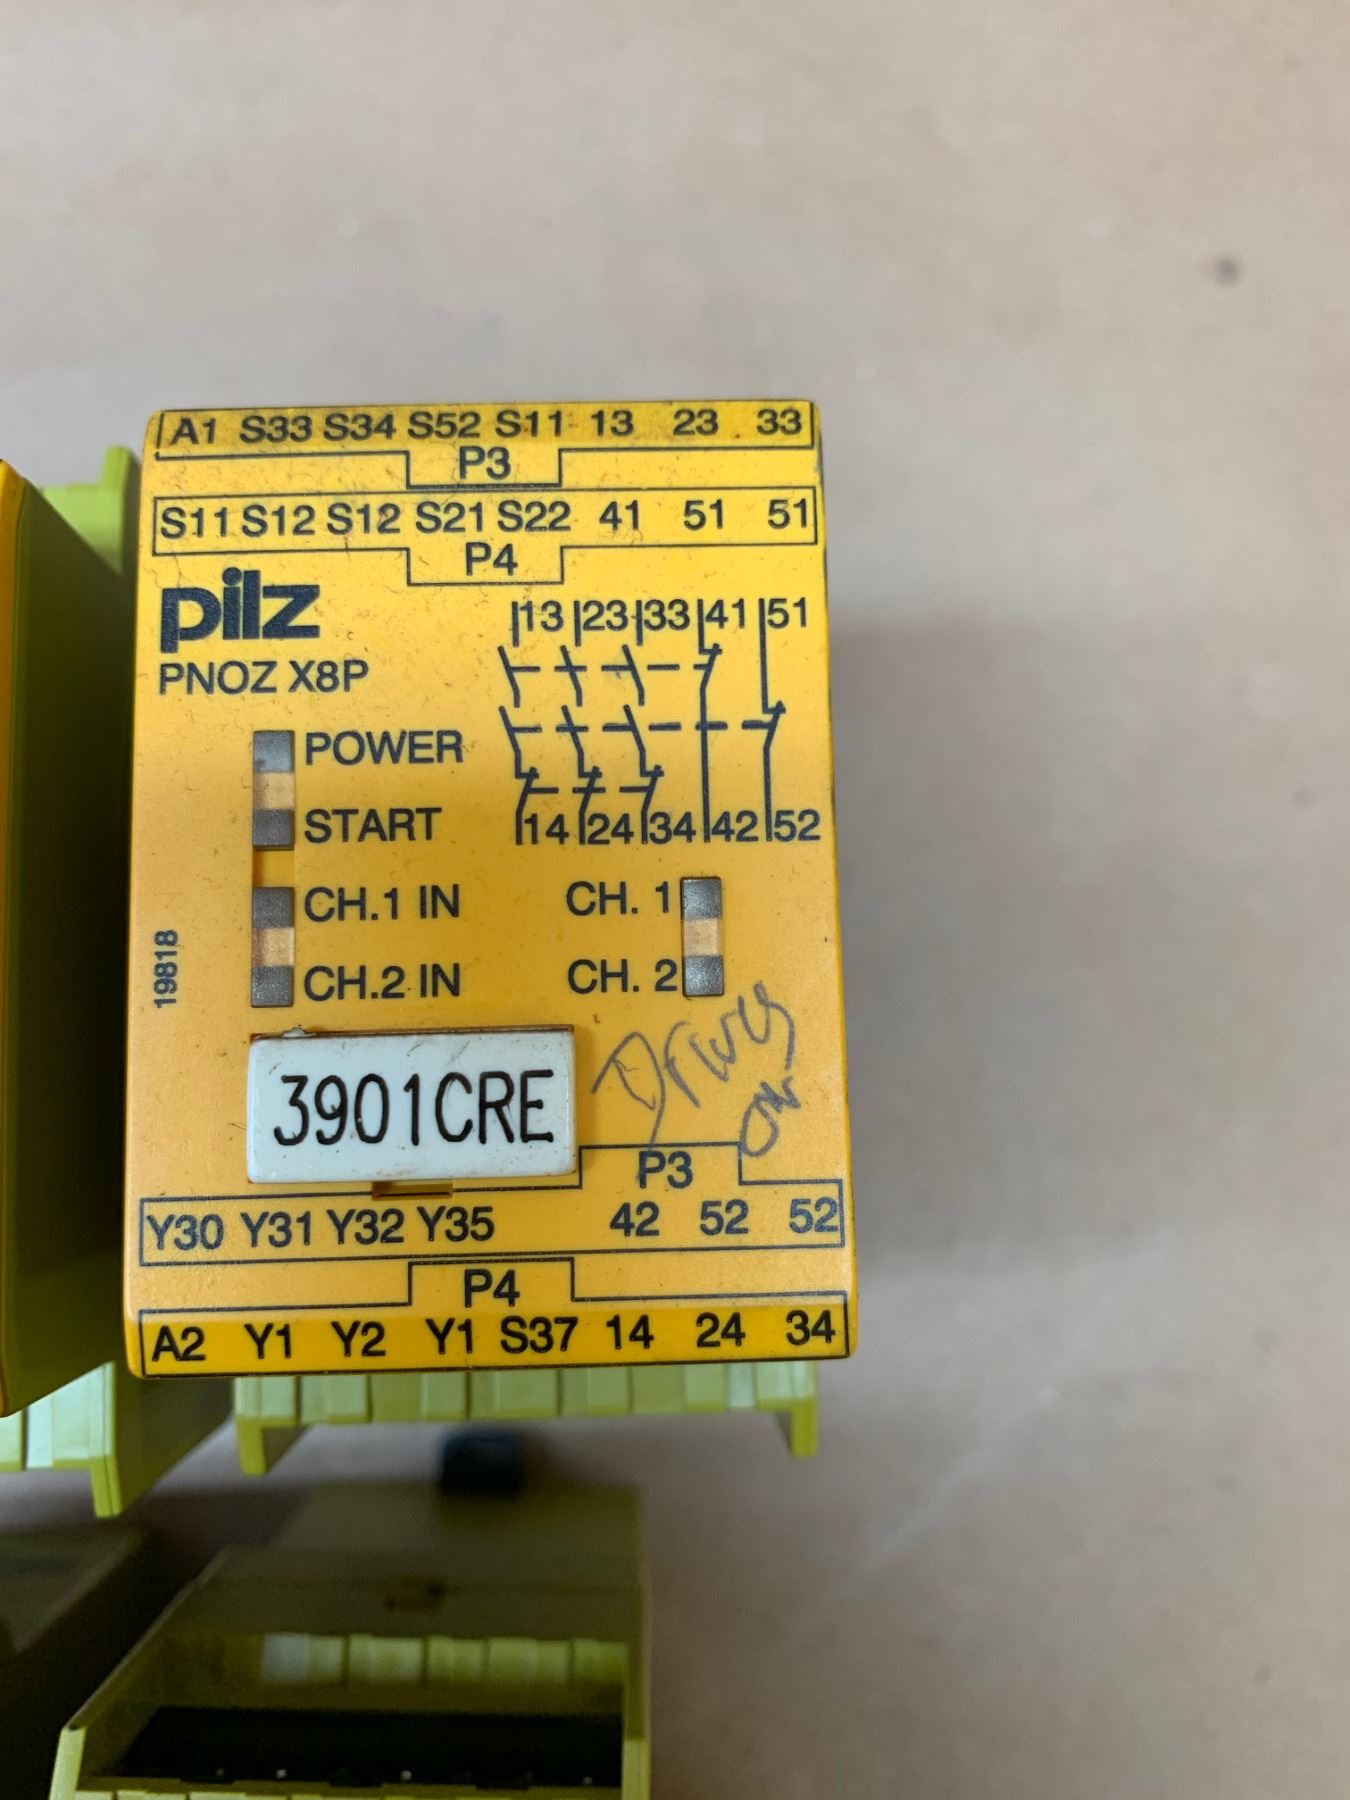 A1 S33 S34 S52 S11 13 23 33
P3
S11 S12 S12 S21 S22 41 51 51
P4
pilz
PNOZ X8P
13 23 33 41 51
POWER
START
14 24 34 42 52
CH.1 IN
CH. 1
CH.2 IN
CH. 2
19818
3901CRE
Drives
on
P3
Y30 Y31 Y32 Y35 42 52 52
P4
A2 Y1 Y2 Y1 S37 14 24 34